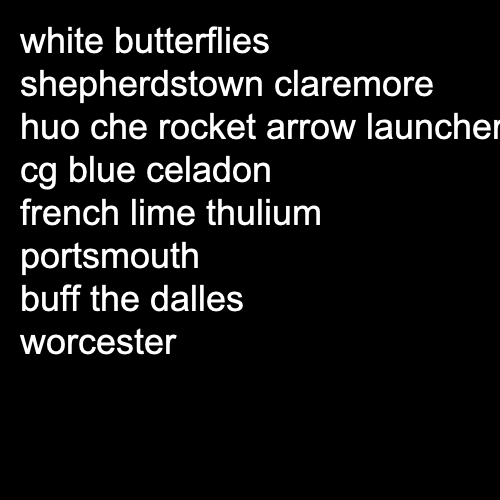 white butterflies
shepherdstown claremore
huo che rocket arrow launcher
cg blue celadon
french lime thulium
portsmouth
buff the dalles
worcester